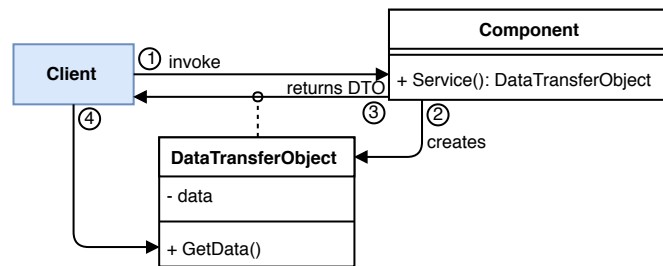 Component
Client
①
invoke
+ Service(): DataTransferObject
returns DTO
③
②
④
creates
DataTransferObject
- data
+ GetData()